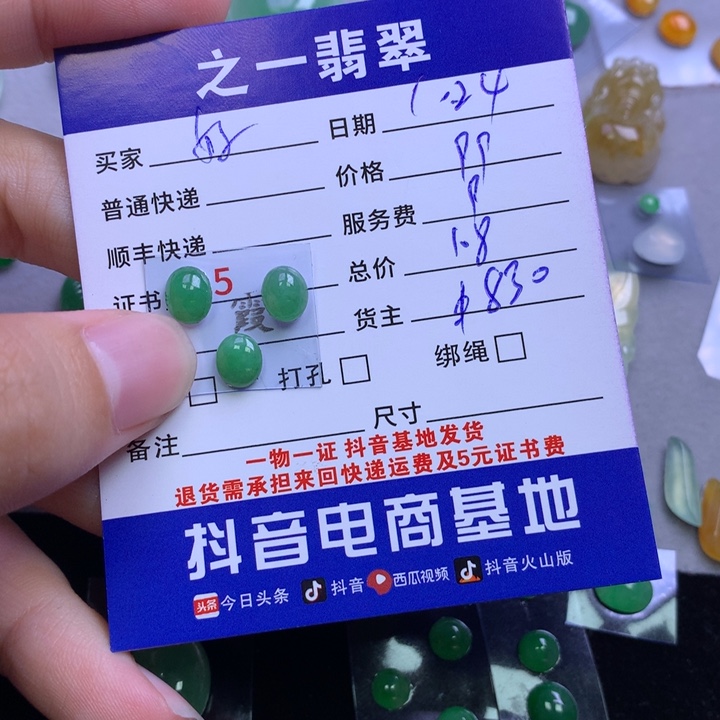 之一翡翠
买家 日期 1.24
普通快递 价格 99
顺丰快递 服务费 9
证书 5 总价 1.8
霞 货主 830
打孔 绑绳
备注 尺寸
一物一证 抖音基地发货
退货需承担来回快递运费及5元证书费
抖音电商基地
头条 今日头条 抖音 西瓜视频 抖音火山版